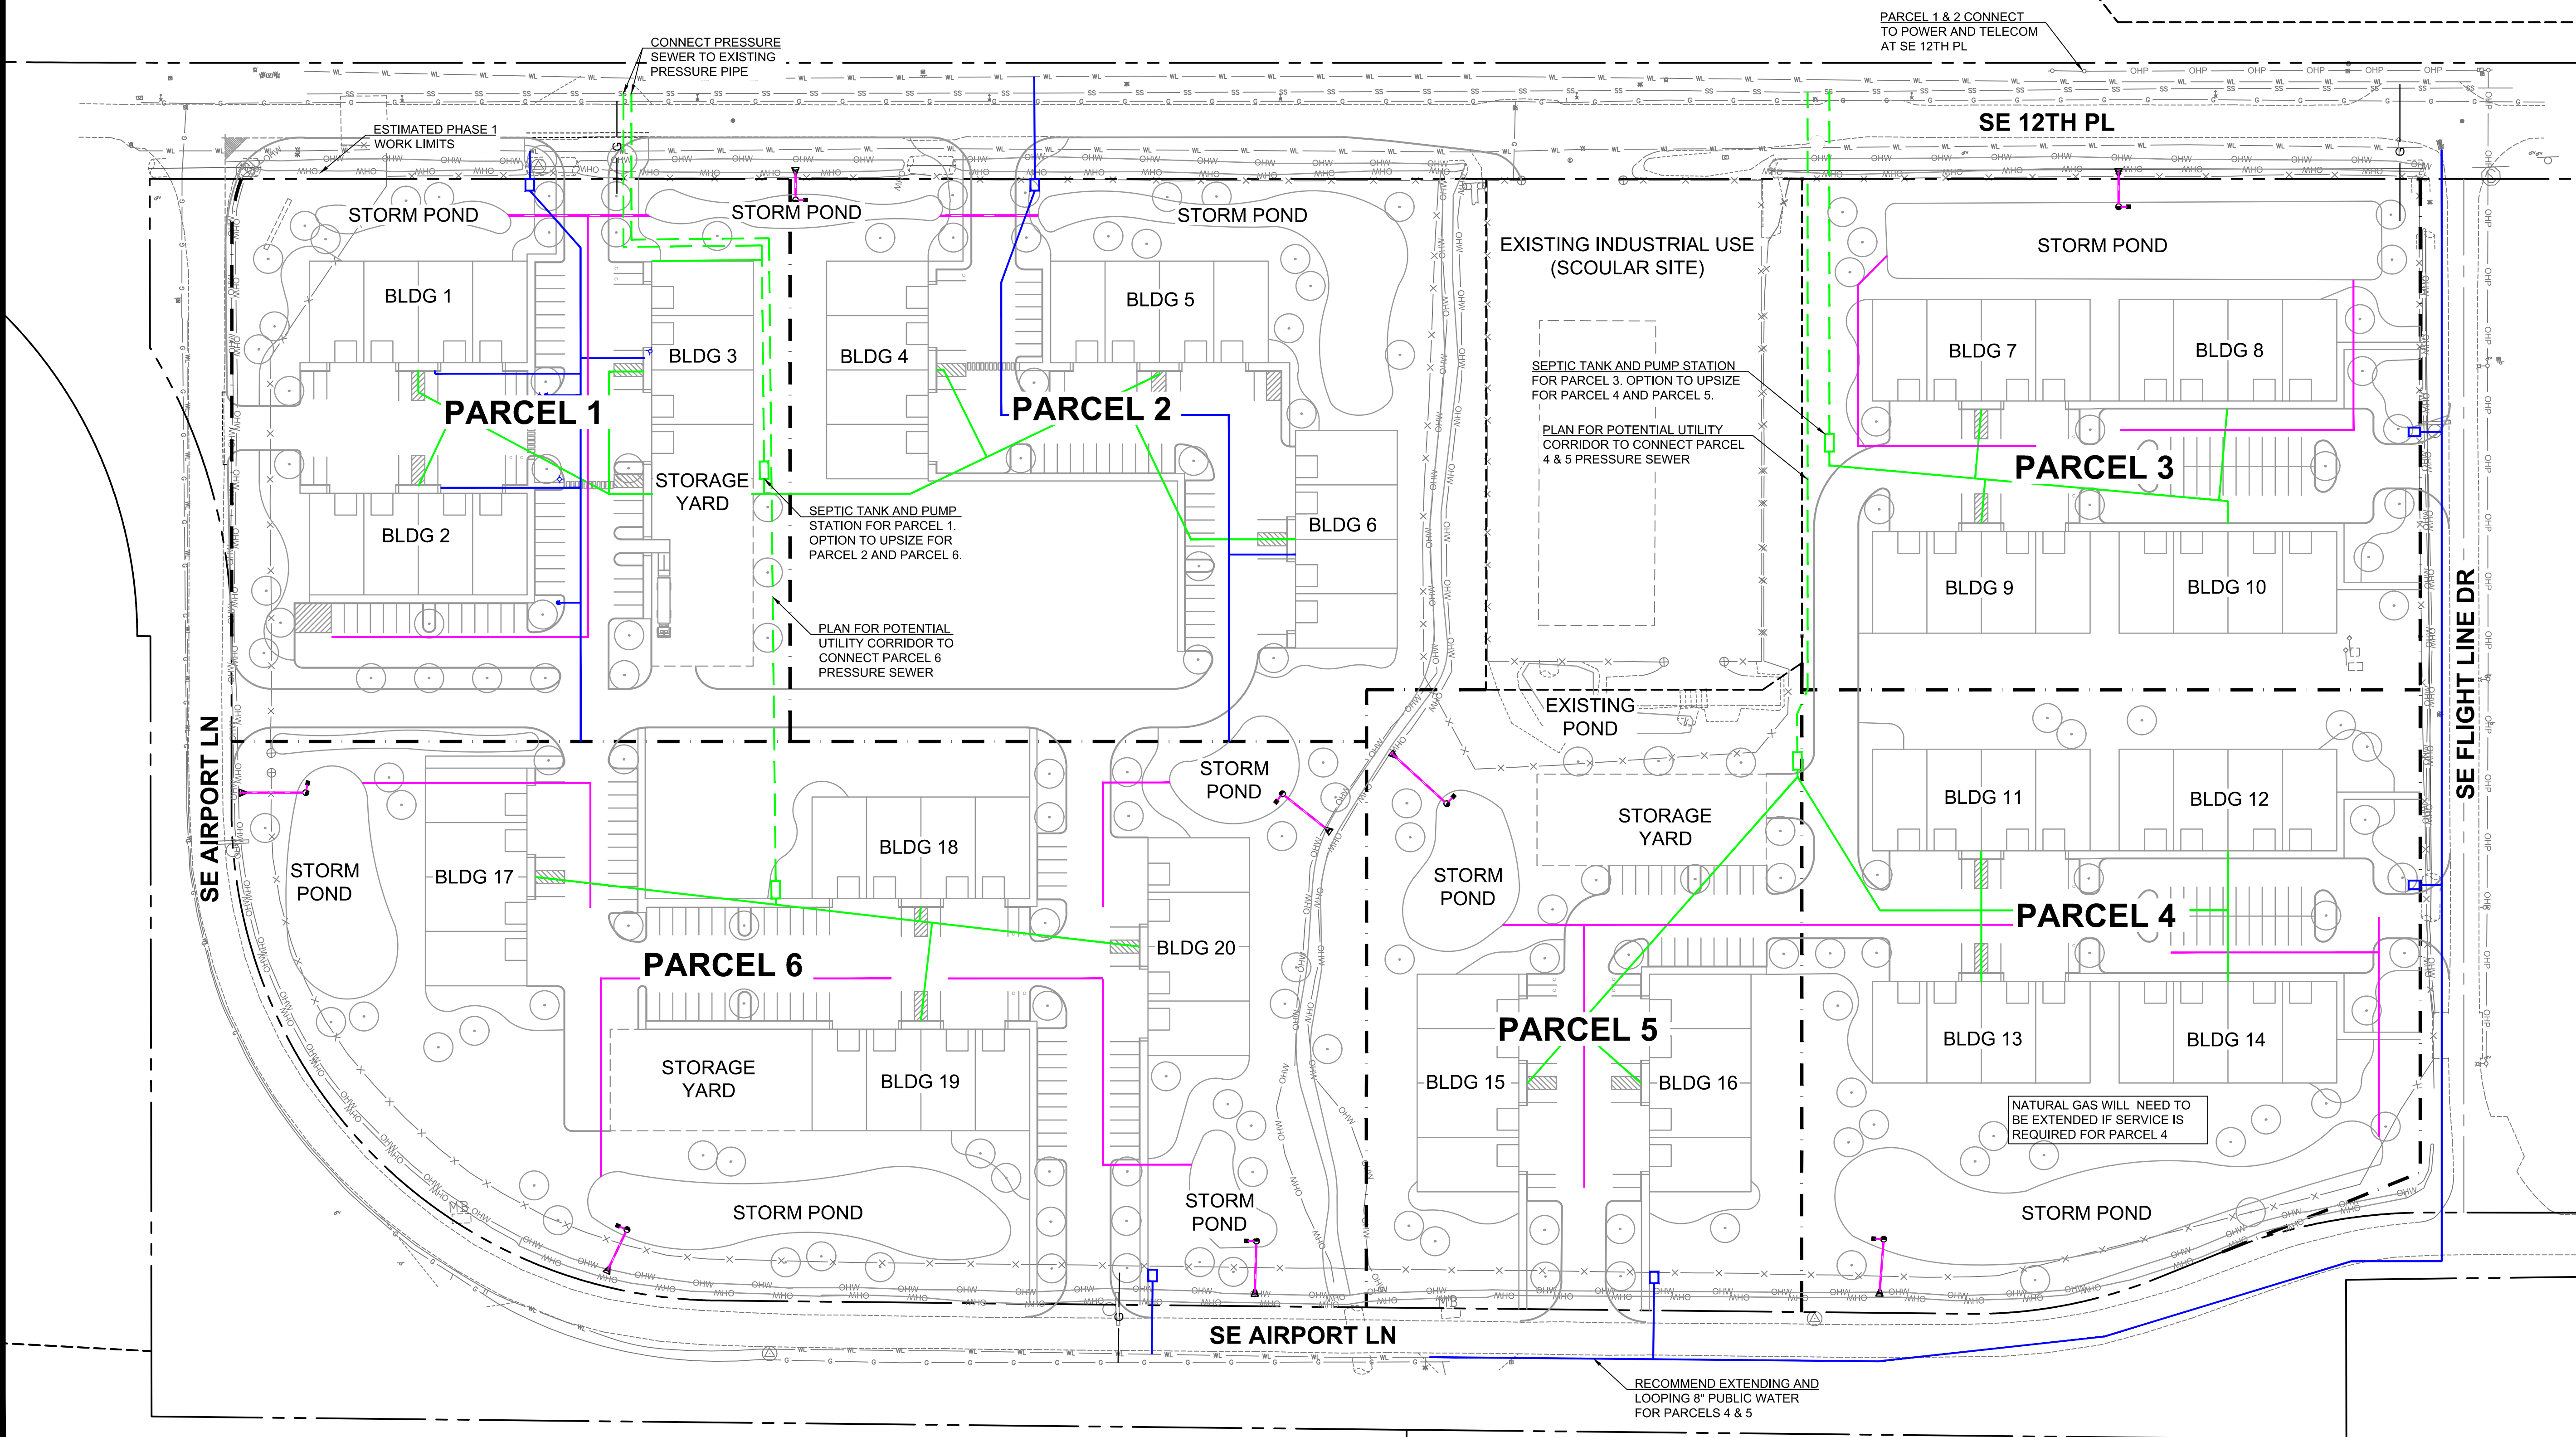 PARCEL 1 & 2 CONNECT
TO POWER AND TELECOM
AT SE 12TH PL
CONNECT PRESSURE
SEWER TO EXISTING
PRESSURE PIPE
ESTIMATED PHASE 1
WORK LIMITS
SE 12TH PL
STORM POND
STORM POND
STORM POND
STORM POND
EXISTING INDUSTRIAL USE
(SCOULAR SITE)
BLDG 1
BLDG 3
BLDG 4
BLDG 5
BLDG 7
BLDG 8
SEPTIC TANK AND PUMP STATION
FOR PARCEL 3. OPTION TO UPSIZE
FOR PARCEL 4 AND PARCEL 5.
PARCEL 1
PARCEL 2
PLAN FOR POTENTIAL UTILITY
CORRIDOR TO CONNECT PARCEL
4 & 5 PRESSURE SEWER
PARCEL 3
STORAGE
YARD
SEPTIC TANK AND PUMP
STATION FOR PARCEL 1.
OPTION TO UPSIZE FOR
PARCEL 2 AND PARCEL 6.
BLDG 2
BLDG 6
BLDG 9
BLDG 10
PLAN FOR POTENTIAL
UTILITY CORRIDOR TO
CONNECT PARCEL 6
PRESSURE SEWER
SE FLIGHT LINE DR
EXISTING
POND
SE AIRPORT LN
STORM
POND
STORM
POND
BLDG 17
BLDG 18
STORAGE
YARD
BLDG 11
BLDG 12
STORM
POND
PARCEL 6
BLDG 20
PARCEL 4
PARCEL 5
STORAGE
YARD
BLDG 19
BLDG 15
BLDG 16
BLDG 13
BLDG 14
NATURAL GAS WILL NEED TO
BE EXTENDED IF SERVICE IS
REQUIRED FOR PARCEL 4
STORM POND
STORM
POND
STORM POND
SE AIRPORT LN
RECOMMEND EXTENDING AND
LOOPING 8" PUBLIC WATER
FOR PARCELS 4 & 5